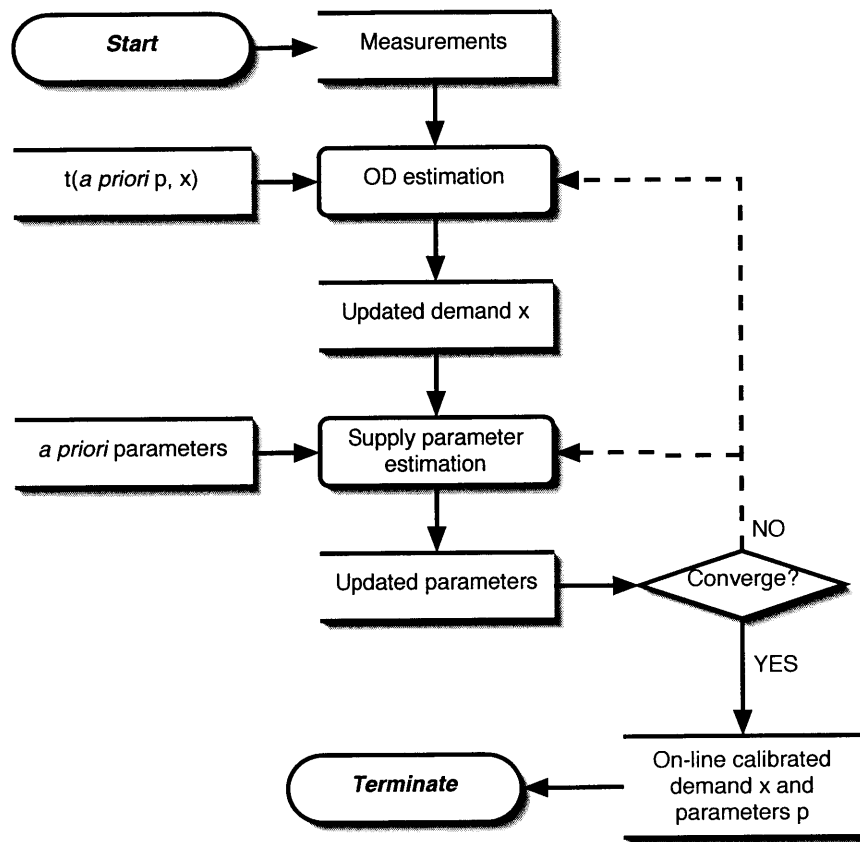 Start
Measurements
t(a priori p, x)
OD estimation
Updated demand x
a priori parameters
Supply parameter
estimation
NO
Updated parameters
Converge?
YES
On-line calibrated
demand x and
parameters p
Terminate